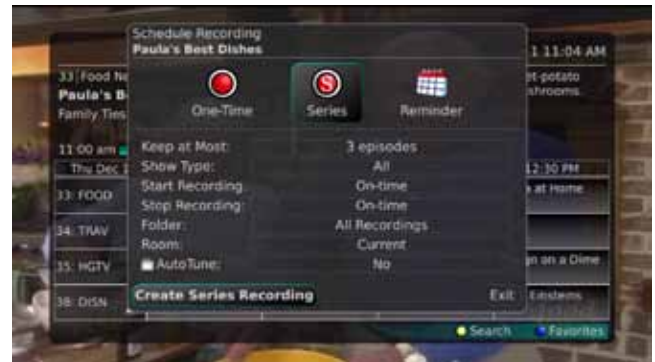 Schedule Recording
Paula's Best Dishes
1 11:04 AM
33 Food Ne
et-potato
Paula's B
shrooms.
Family Ties
One-Time
S
Series
Reminder
11:00 am
Keep at Most: 3 episodes
Thu Dec 1
Show Type: All
12:30 PM
Start Recording: On-time
33: FOOD
s at Home
Stop Recording: On-time
Folder: All Recordings
34: TRAV
Room: Current
35: HGTV
gn on a Dime
AutoTune: No
Create Series Recording
Exit
38: DISN
Einsteins
Search
Favorites